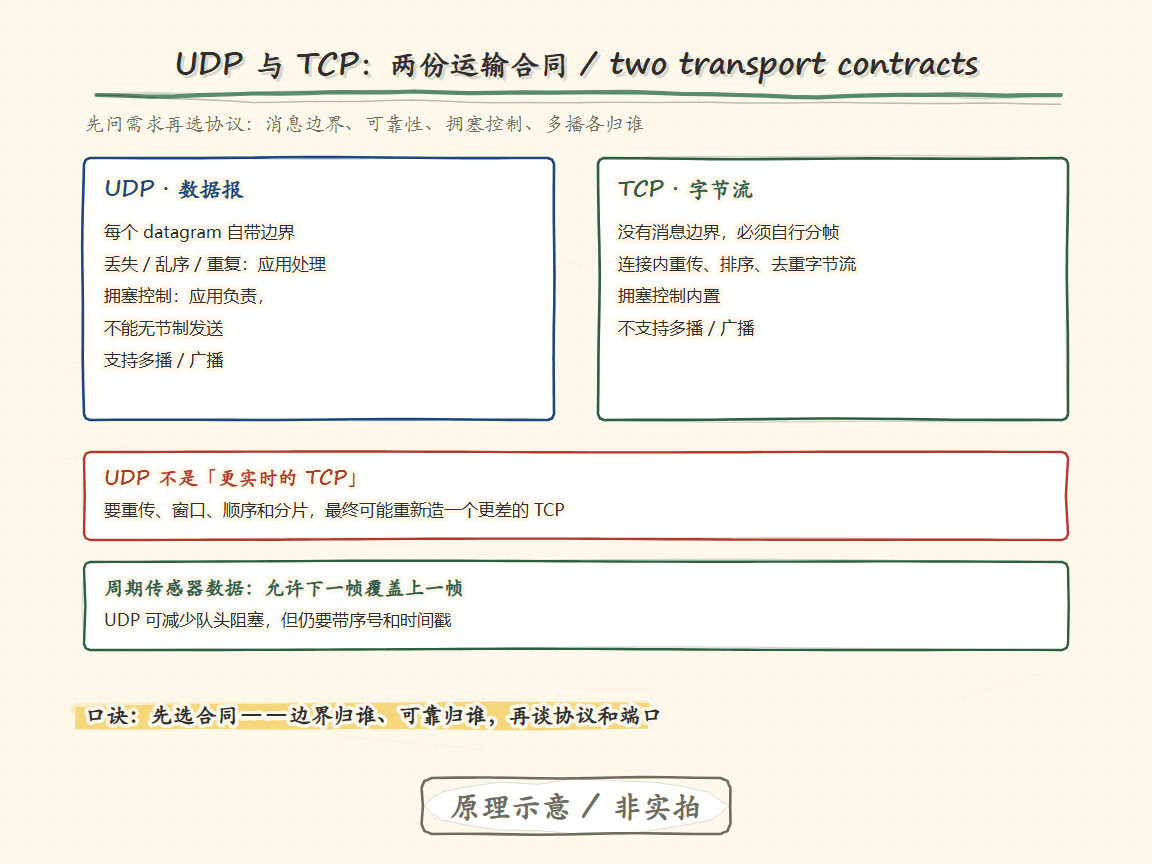 UDP 与 TCP：两份运输合同 / two transport contracts
先问需求再选协议：消息边界、可靠性、拥塞控制、多播各归谁
UDP · 数据报
每个 datagram 自带边界
丢失 / 乱序 / 重复：应用处理
拥塞控制：应用负责，
不能无节制发送
支持多播 / 广播
TCP · 字节流
没有消息边界，必须自行分帧
连接内重传、排序、去重字节流
拥塞控制内置
不支持多播 / 广播
UDP 不是「更实时的 TCP」
要重传、窗口、顺序和分片，最终可能重新造一个更差的 TCP
周期传感器数据：允许下一帧覆盖上一帧
UDP 可减少队头阻塞，但仍要带序号和时间戳
口诀：先选合同——边界归谁、可靠归谁，再谈协议和端口
原理示意 / 非实拍